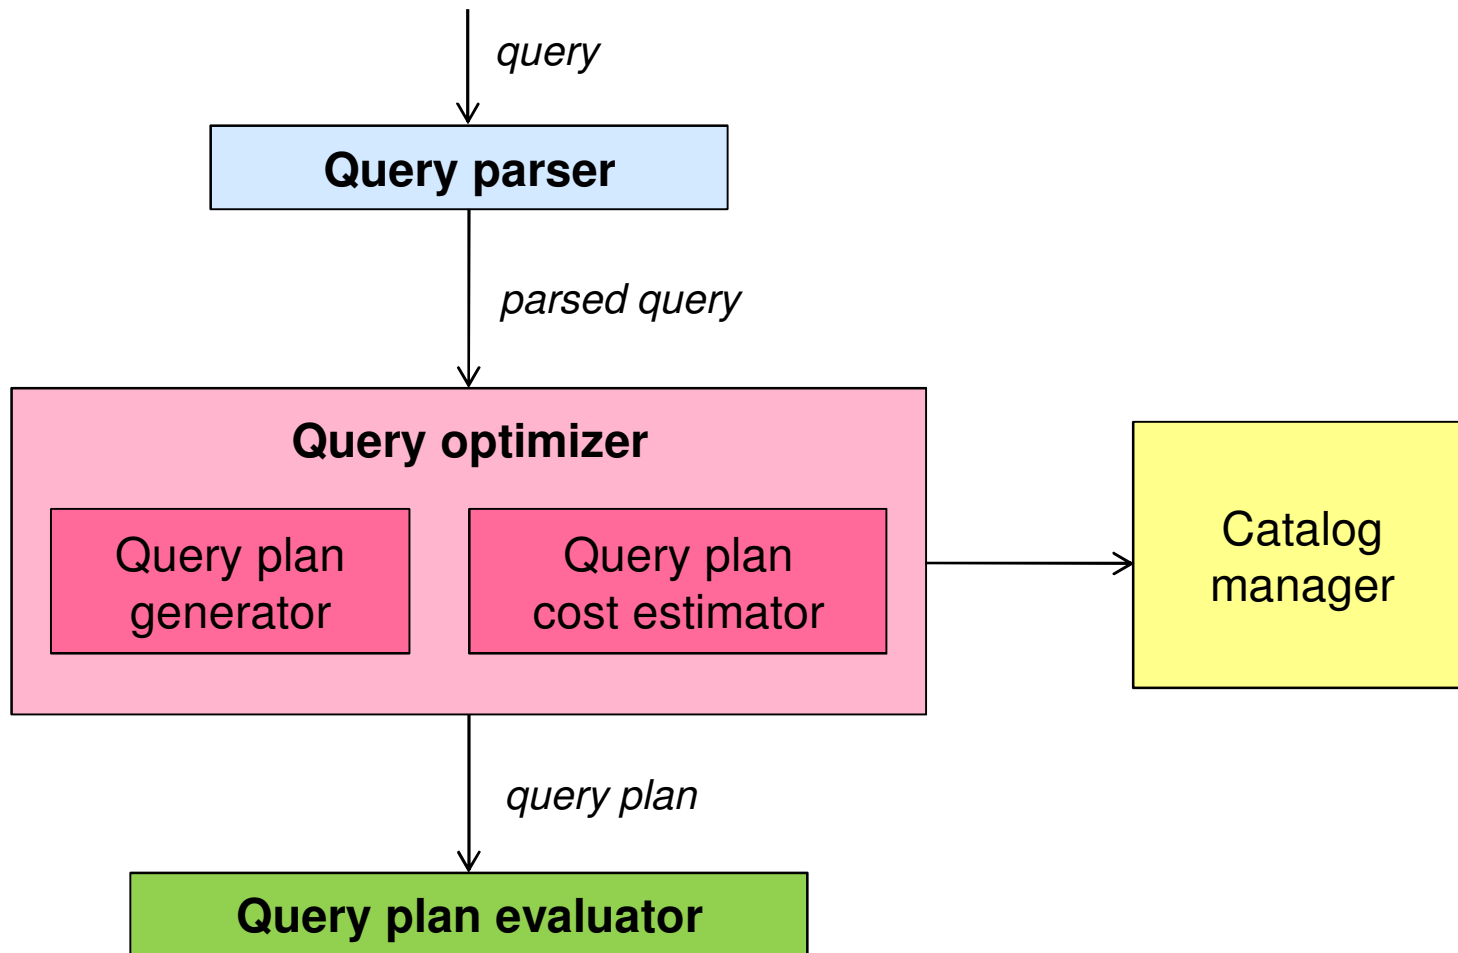 query
Query parser
parsed query
Query optimizer
Query plan
generator
Query plan
cost estimator
Catalog
manager
query plan
Query plan evaluator